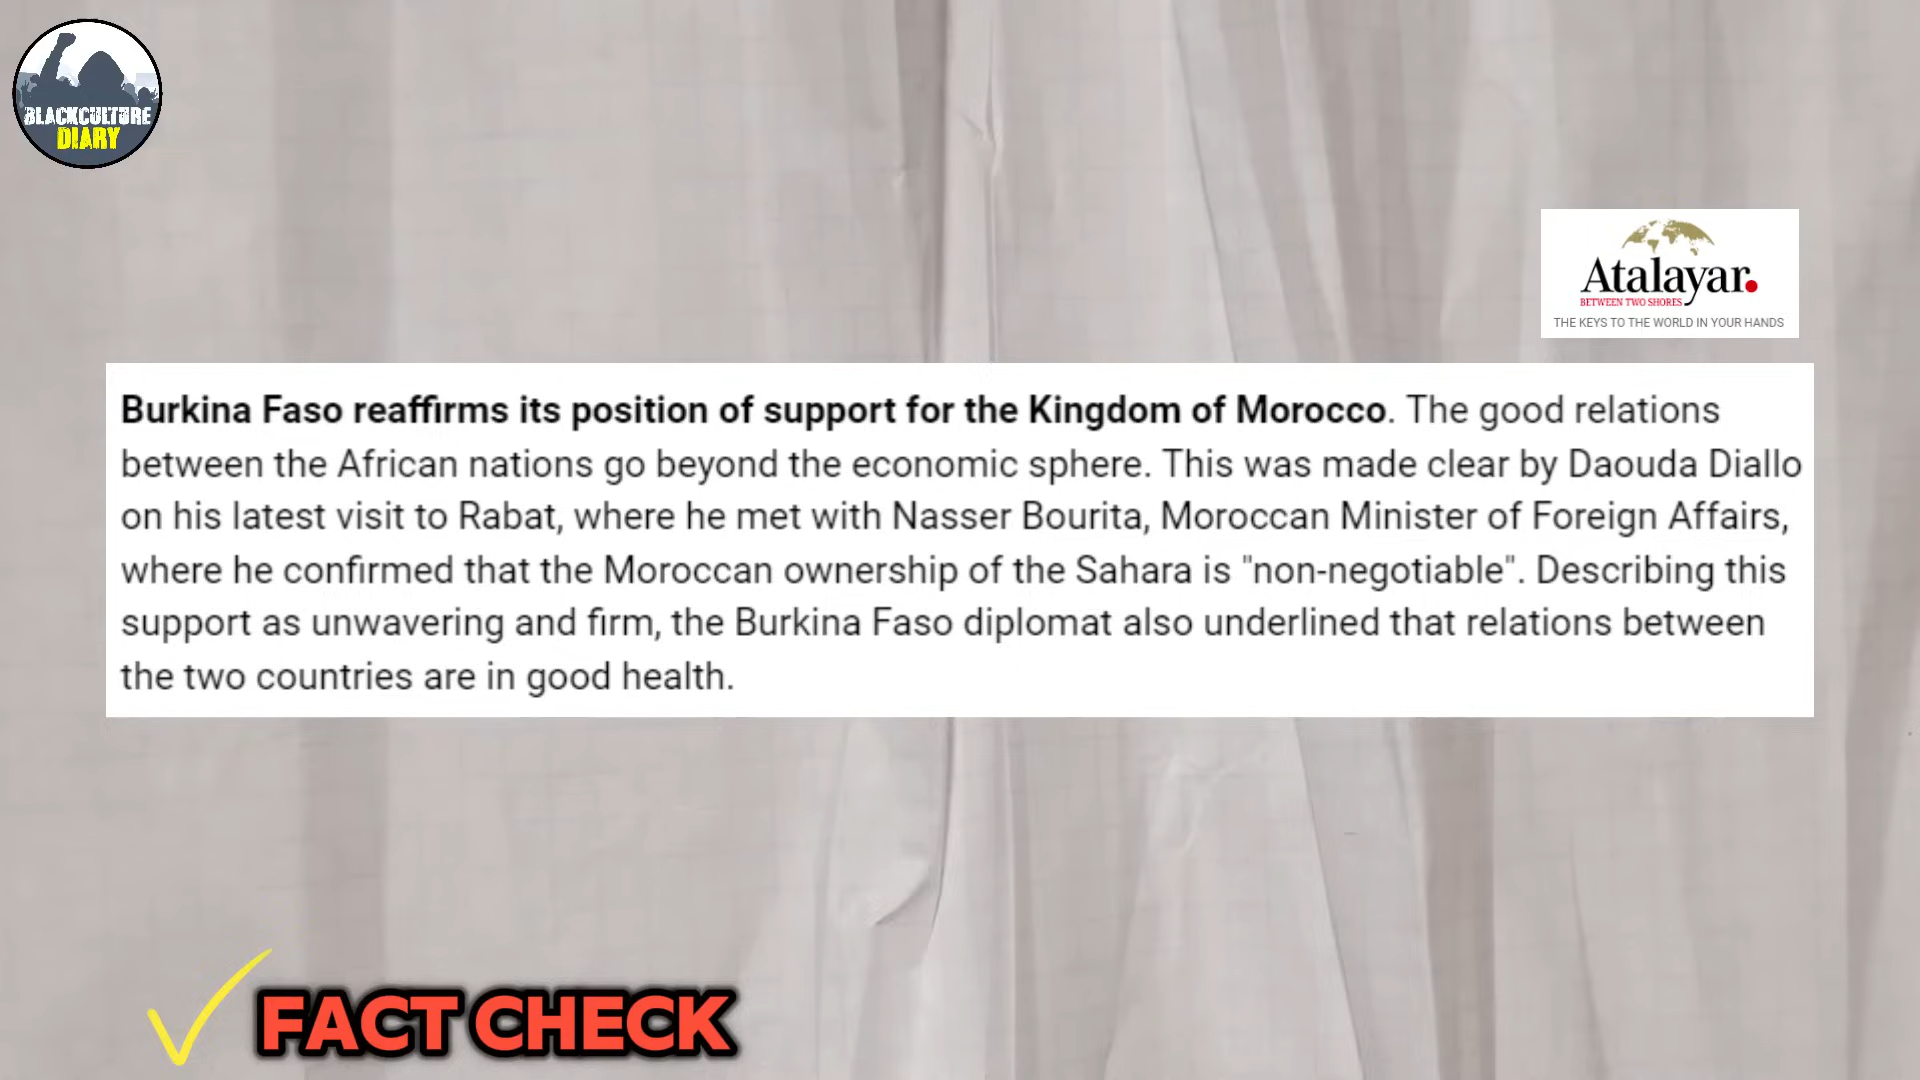 BLACKCULTURE
DIARY
Atalayar.
BETWEEN TWO SHORES
THE KEYS TO THE WORLD IN YOUR HANDS
Burkina Faso reaffirms its position of support for the Kingdom of Morocco. The good relations
between the African nations go beyond the economic sphere. This was made clear by Daouda Diallo
on his latest visit to Rabat, where he met with Nasser Bourita, Moroccan Minister of Foreign Affairs,
where he confirmed that the Moroccan ownership of the Sahara is "non-negotiable". Describing this
support as unwavering and firm, the Burkina Faso diplomat also underlined that relations between
the two countries are in good health.
FACT CHECK